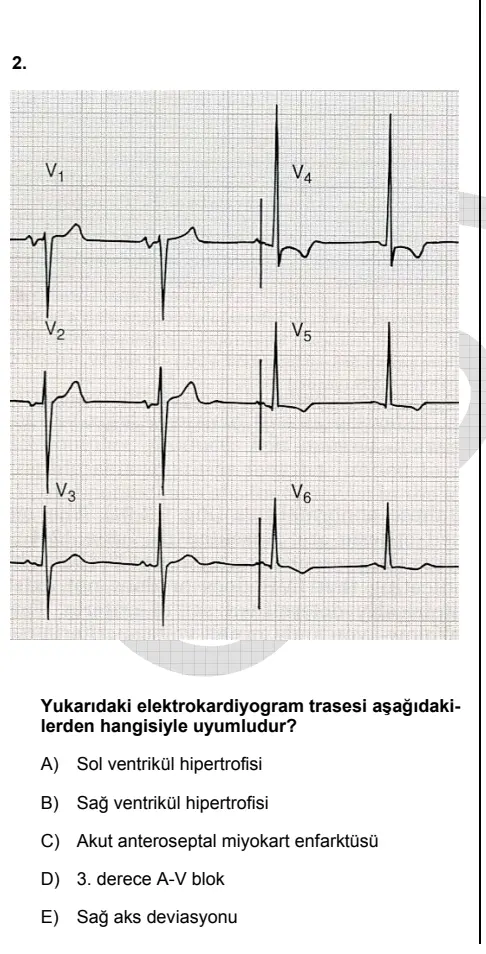 2.
V1
V4
V2
V5
V3
V6
Yukarıdaki elektrokardiyogram trasesi aşağıdaki-
lerden hangisiyle uyumludur?
A) Sol ventrikül hipertrofisi
B) Sağ ventrikül hipertrofisi
C) Akut anteroseptal miyokart enfarktüsü
D) 3. derece A-V blok
E) Sağ aks deviasyonu